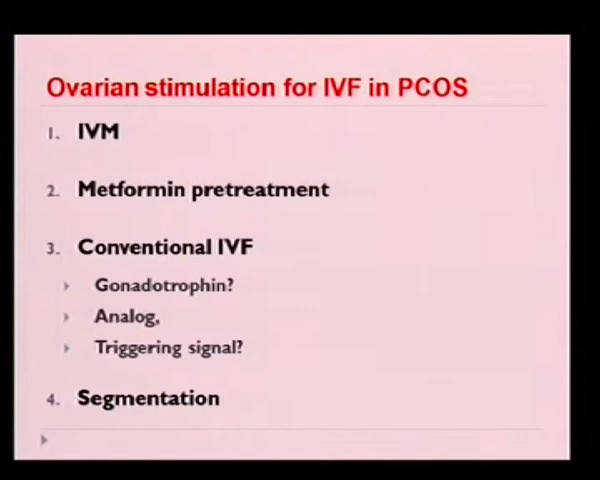 Ovarian stimulation for IVF in PCOS
1. IVM
2. Metformin pretreatment
3. Conventional IVF
Gonadotrophin?
Analog,
Triggering signal?
4. Segmentation